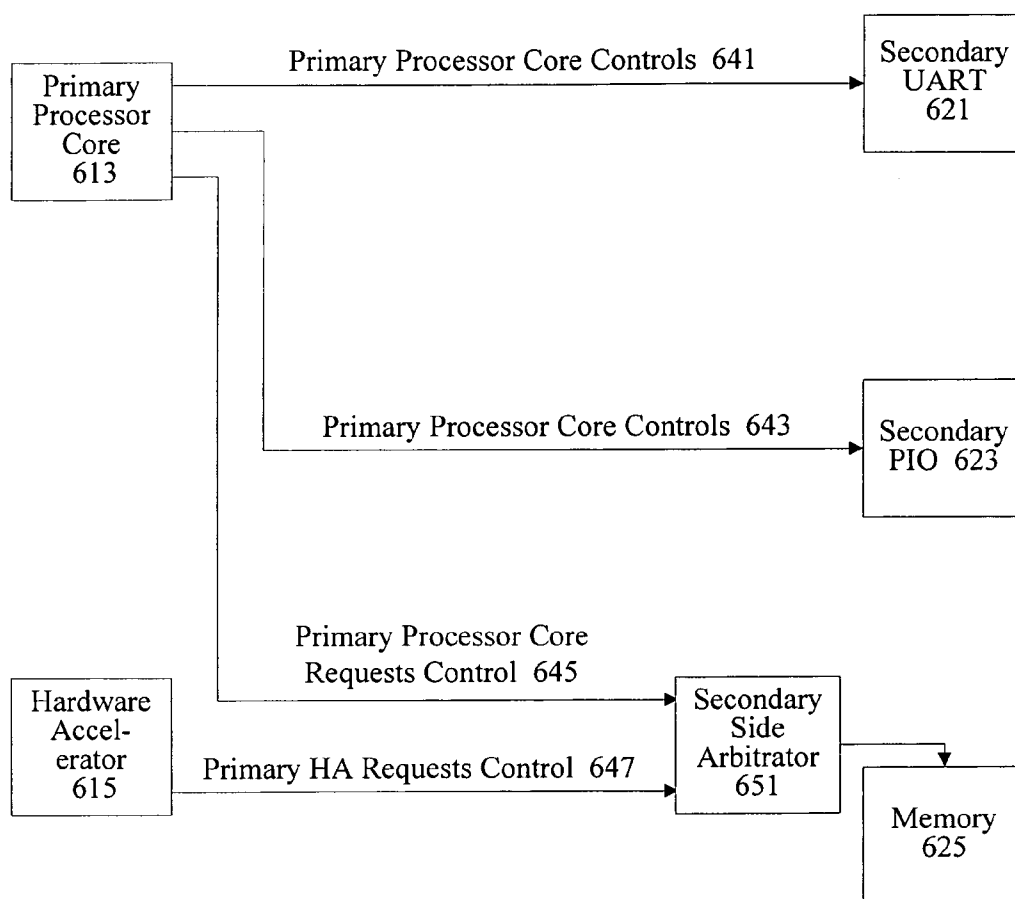 Primary Processor Core Controls 641
Secondary
UART
621
Primary
Processor
Core
613
Primary Processor Core Controls 643
Secondary
PIO 623
Primary Processor Core
Requests Control 645
Hardware
Accel-
erator
615
Primary HA Requests Control 647
Secondary
Side
Arbitrator
651
Memory
625